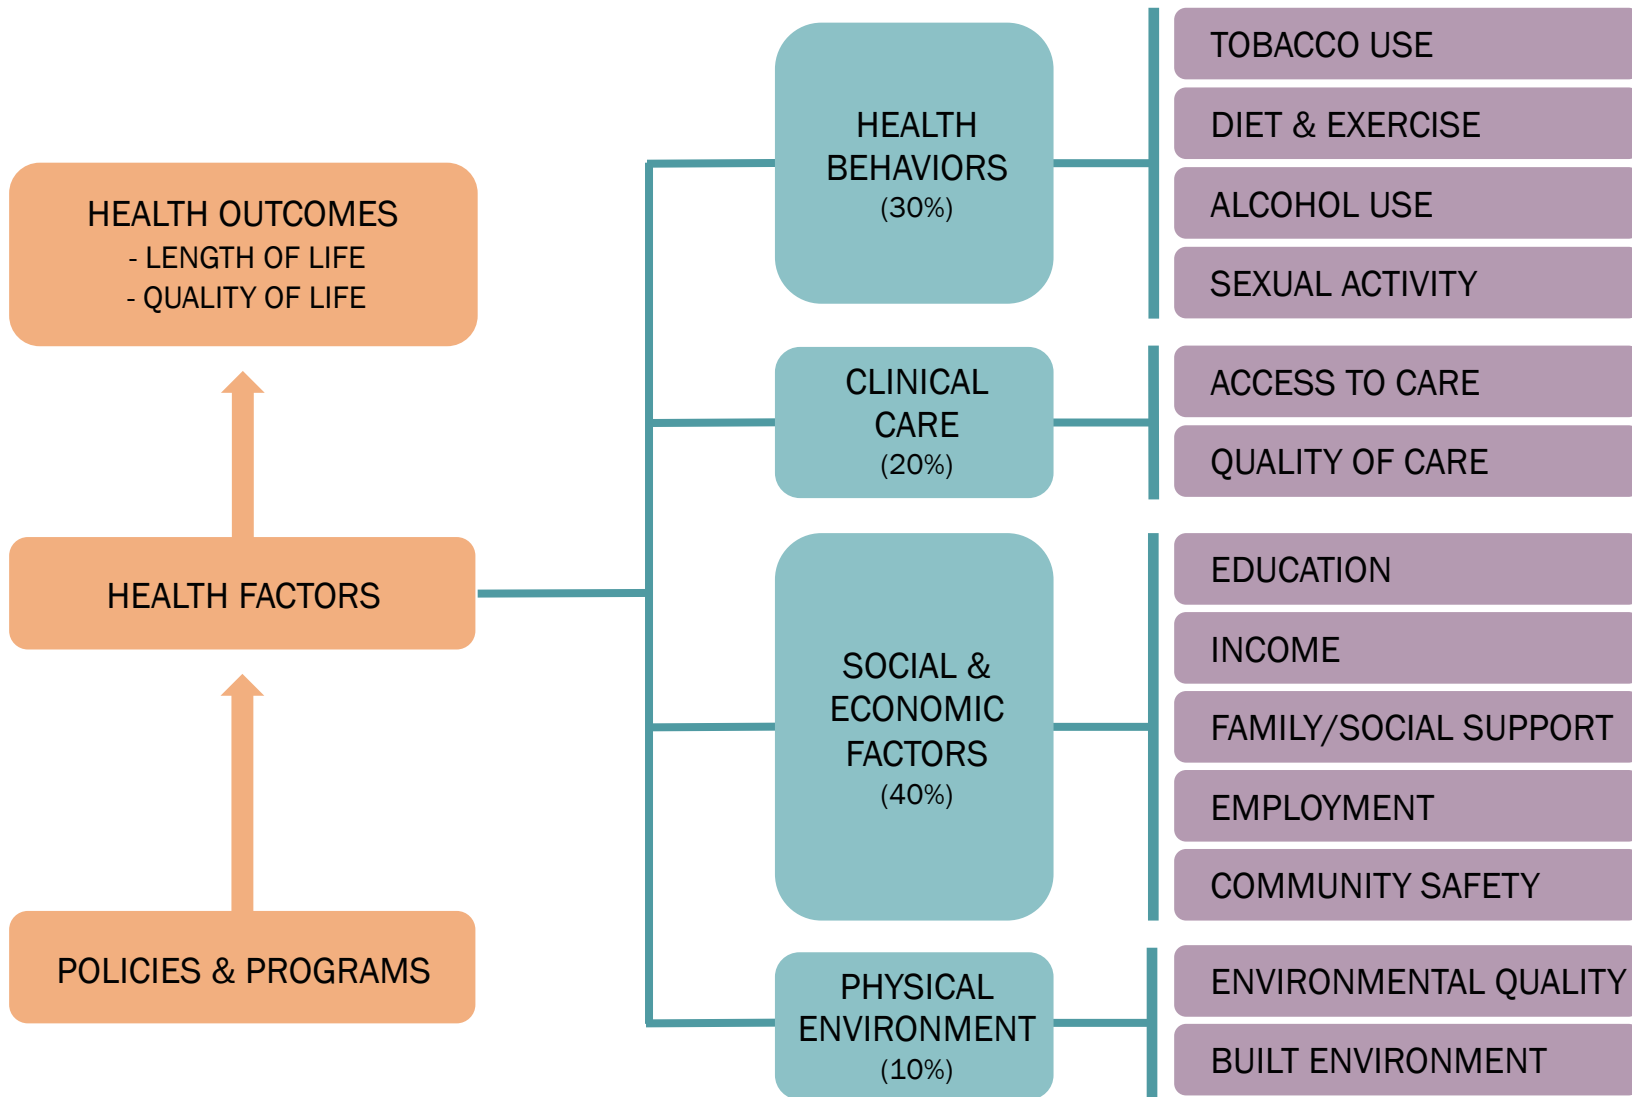 HEALTH OUTCOMES
- LENGTH OF LIFE
- QUALITY OF LIFE
HEALTH FACTORS
POLICIES & PROGRAMS
HEALTH
BEHAVIORS
(30%)
TOBACCO USE
DIET & EXERCISE
ALCOHOL USE
SEXUAL ACTIVITY
CLINICAL
CARE
(20%)
ACCESS TO CARE
QUALITY OF CARE
SOCIAL &
ECONOMIC
FACTORS
(40%)
EDUCATION
INCOME
FAMILY/SOCIAL SUPPORT
EMPLOYMENT
COMMUNITY SAFETY
PHYSICAL
ENVIRONMENT
(10%)
ENVIRONMENTAL QUALITY
BUILT ENVIRONMENT